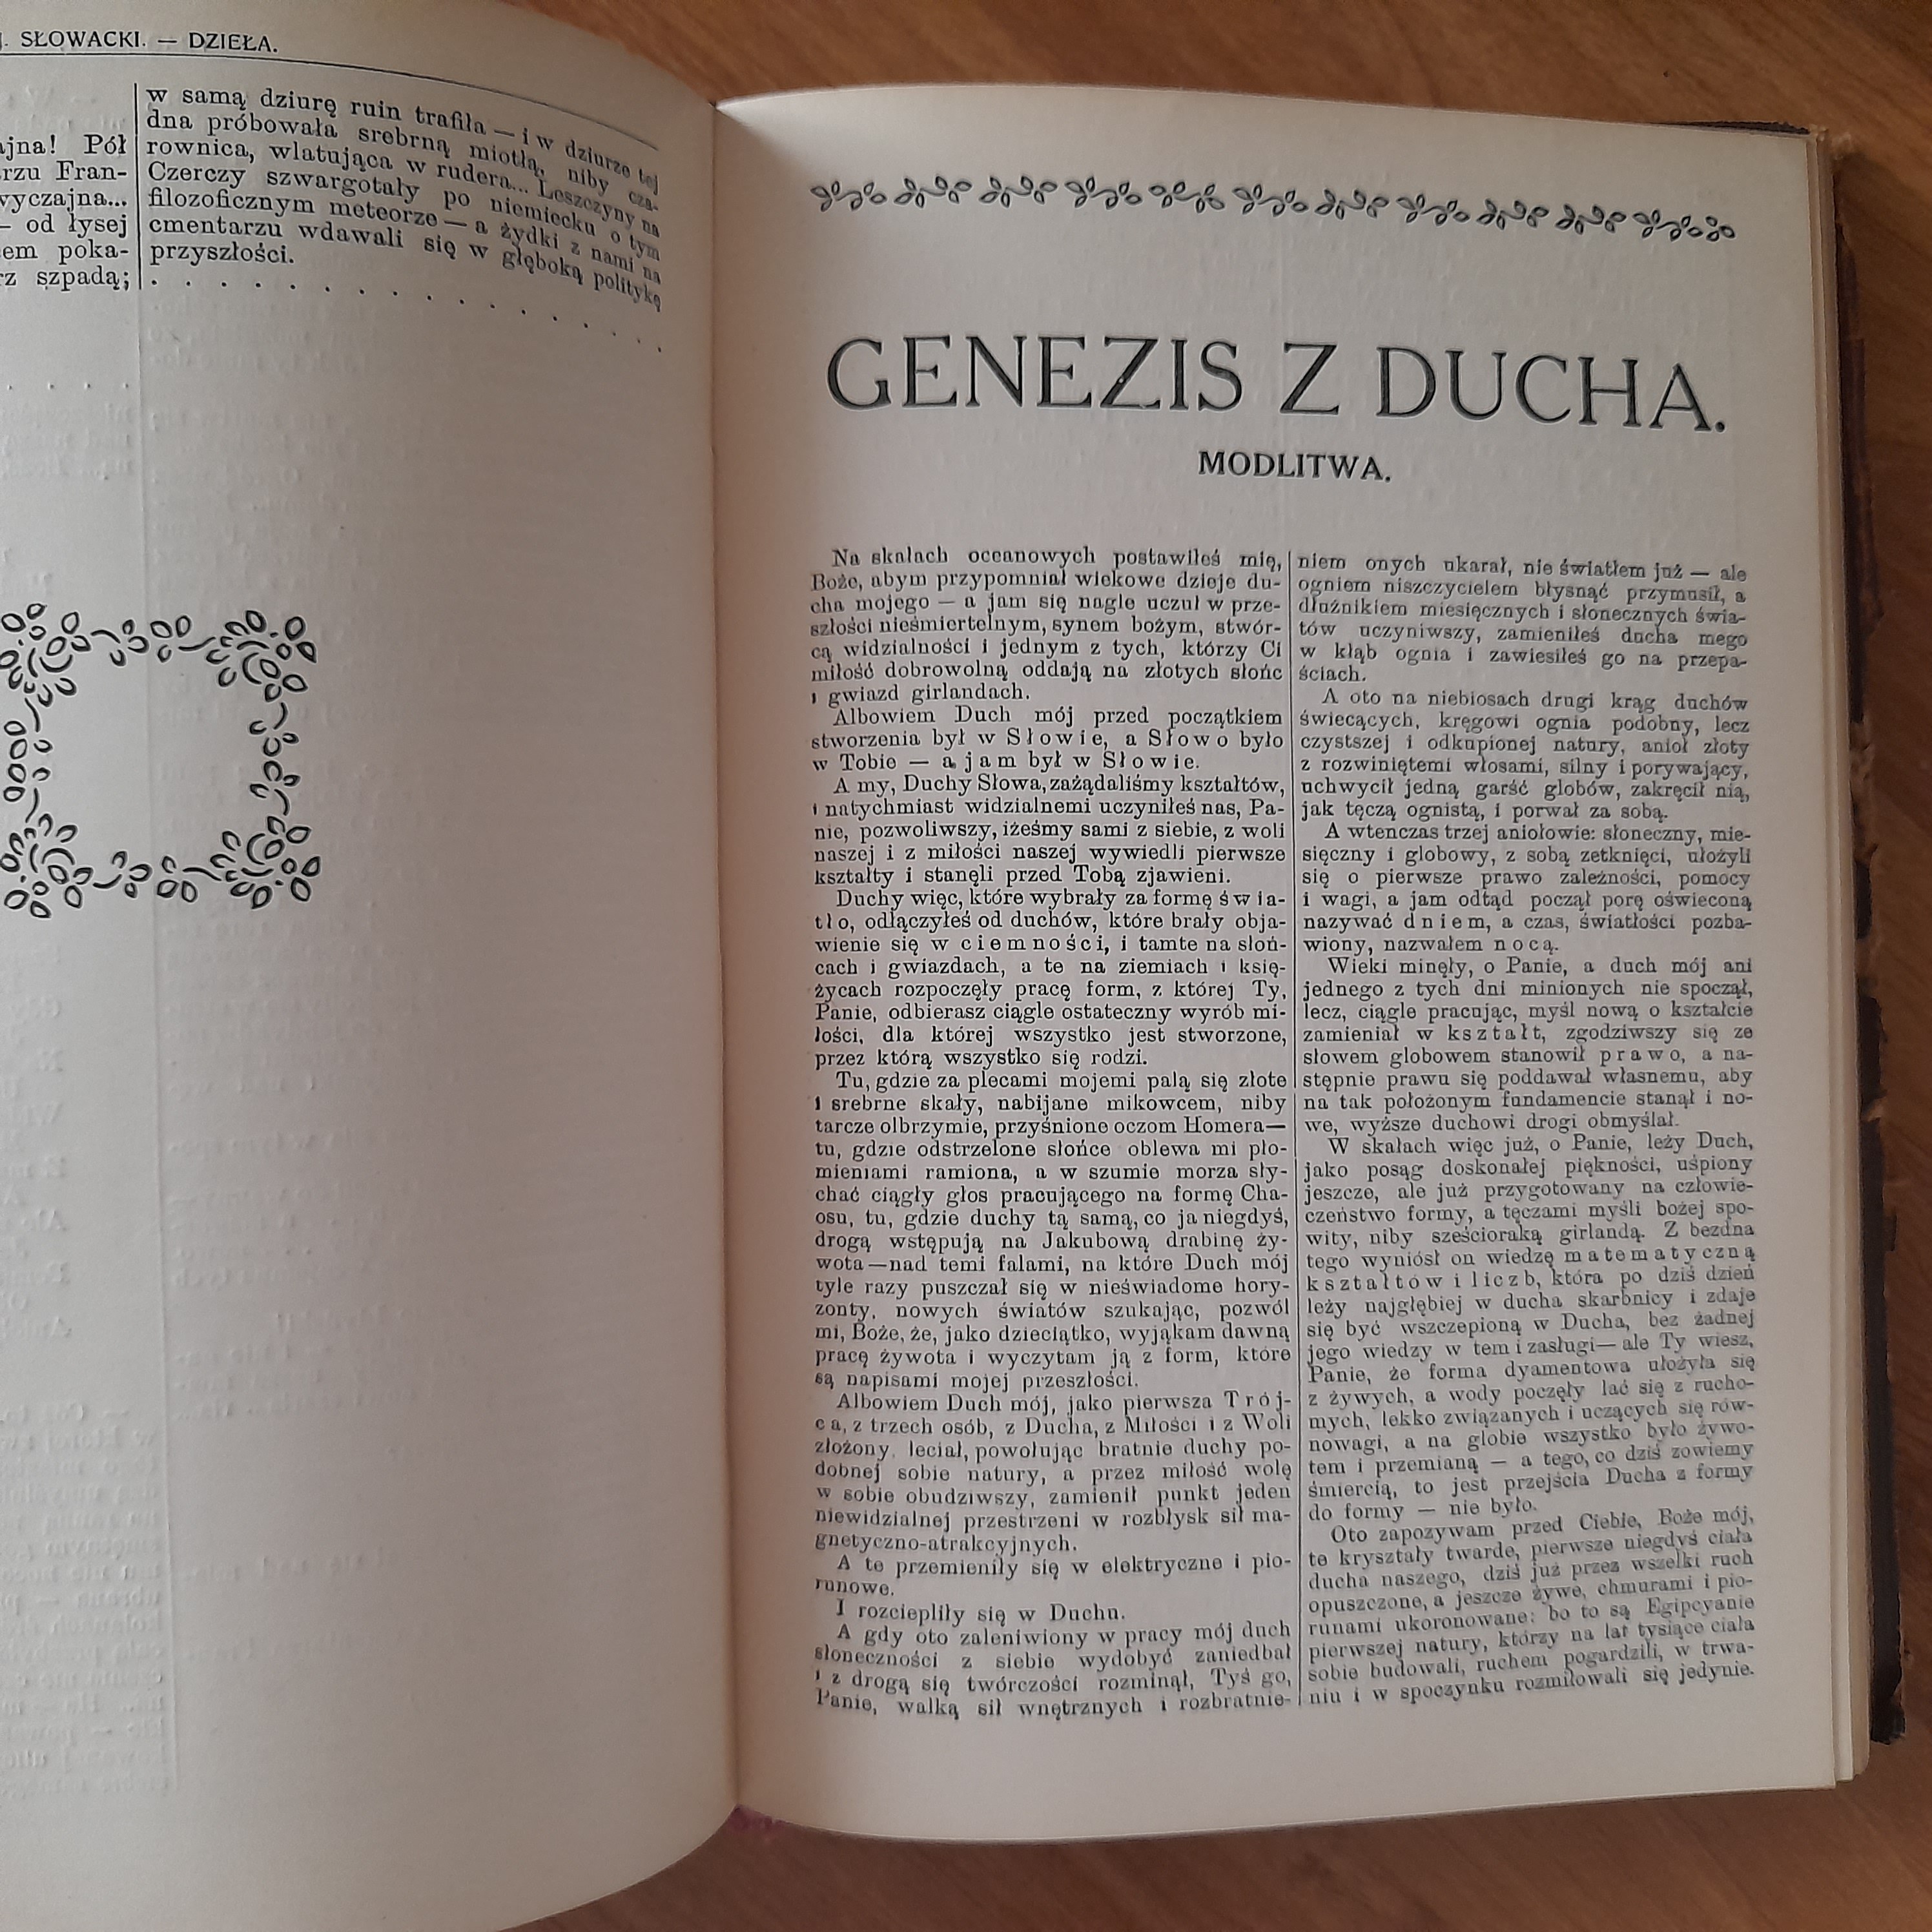 J. SŁOWACKI. — DZIEŁA.
ajna! Pół
rzu Fran-
wyczajna...
— od łysej
em poka-
rz szpadą;
. . . .
w samą dziurę ruin trafiła — i w dziurze tej
dna próbowała srebrną miotłą, niby cza-
rownica, wlatująca w rudera... Leszczyny na
Czerczy szwargotały po niemiecku o tym
filozoficznym meteorze — a żydki z nami na
cmentarzu wdawali się w głęboką politykę
przyszłości.
. . . . . . . . . . . . . . .
GENEZIS Z DUCHA.
MODLITWA.
Na skałach oceanowych postawiłeś mię,
Boże, abym przypomniał wiekowe dzieje du-
cha mojego — a jam się nagle uczuł w prze-
szłości nieśmiertelnym, synem bożym, stwór-
cą widzialności i jednym z tych, którzy Ci
miłość dobrowolną oddają na złotych słońc
i gwiazd girlandach.
Albowiem Duch mój przed początkiem
stworzenia był w Słowie, a Słowo było
w Tobie — a jam był w Słowie.
A my, Duchy Słowa, zażądaliśmy kształtów,
i natychmiast widzialnemi uczyniłeś nas, Pa-
nie, pozwoliwszy, iżeśmy sami z siebie, z woli
naszej i z miłości naszej wywiedli pierwsze
kształty i stanęli przed Tobą zjawieni.
Duchy więc, które wybrały za formę świa-
tło, odłączyłeś od duchów, które brały obja-
wienie się w ciemności, i tamte na słoń-
cach i gwiazdach, a te na ziemiach i księ-
życach rozpoczęły pracę form, z której Ty,
Panie, odbierasz ciągle ostateczny wyrób mi-
łości, dla której wszystko jest stworzone,
przez którą wszystko się rodzi.
Tu, gdzie za plecami mojemi palą się złote
i srebrne skały, nabijane mikowcem, niby
tarcze olbrzymie, przyśnione oczom Homera—
tu, gdzie odstrzelone słońce oblewa mi pło-
mieniami ramiona, a w szumie morza sły-
chać ciągły głos pracującego na formę Cha-
osu, tu, gdzie duchy tą samą, co ja niegdyś,
drogą wstępują na Jakubową drabinę ży-
wota—nad temi falami, na które Duch mój
tyle razy puszczał się w nieświadome hory-
zonty, nowych światów szukając, pozwól
mi, Boże, że, jako dzieciątko, wyjąkam dawną
pracę żywota i wyczytam ją z form, które
są napisami mojej przeszłości.
Albowiem Duch mój, jako pierwsza Trój-
ca, z trzech osób, z Ducha, z Miłości i z Woli
złożony, leciał, powołując bratnie duchy po-
dobnej sobie natury, a przez miłość wolę
w sobie obudziwszy, zamienił punkt jeden
niewidzialnej przestrzeni w rozbłysk sił ma-
gnetyczno-atrakcyjnych.
A te przemieniły się w elektryczne i pio-
runowe.
I rozciepliły się w Duchu.
A gdy oto zaleniwiony w pracy mój duch
słoneczności z siebie wydobyć zaniedbał
i z drogą się twórczości rozminął, Tyś go,
Panie, walką sił wnętrznych i rozbratnie-
niem onych ukarał, nie światłem już — ale
ogniem niszczycielem błysnąć przymusił, a
dłużnikiem miesięcznych i słonecznych świa-
tów uczyniwszy, zamieniłeś ducha mego
w kłąb ognia i zawiesiłeś go na przepa-
ściach.
A oto na niebiosach drugi krąg duchów
świecących, kręgowi ognia podobny, lecz
czystszej i odkupionej natury, anioł złoty
z rozwiniętemi włosami, silny i porywający,
uchwycił jedną garść globów, zakręcił nią,
jak tęczą ognistą, i porwał za sobą.
A wtenczas trzej aniołowie: słoneczny, mie-
sięczny i globowy, z sobą zetknięci, ułożyli
się o pierwsze prawo zależności, pomocy
i wagi, a jam odtąd począł porę oświeconą
nazywać dniem, a czas, światłości pozba-
wiony, nazwałem nocą.
Wieki minęły, o Panie, a duch mój ani
jednego z tych dni minionych nie spoczął,
lecz, ciągle pracując, myśl nową o kształcie
zamieniał w kształt, zgodziwszy się ze
słowem globowem stanowił prawo, a na-
stępnie prawu się poddawał własnemu, aby
na tak położonym fundamencie stanął i no-
we, wyższe duchowi drogi obmyślał.
W skałach więc już, o Panie, leży Duch,
jako posąg doskonałej piękności, uśpiony
jeszcze, ale już przygotowany na człowie-
czeństwo formy, a tęczami myśli bożej spo-
wity, niby sześcioraką girlandą. Z bezdna
tego wyniósł on wiedzę matematyczną
kształtów i liczb, która po dziś dzień
leży najgłębiej w ducha skarbnicy i zdaje
się być wszczepioną w Ducha, bez żadnej
jego wiedzy w tem i zasługi— ale Ty wiesz,
Panie, że forma dyamentowa ułożyła się
z żywych, a wody poczęły lać się z rucho-
mych, lekko związanych i uczących się rów-
nowagi, a na globie wszystko było żywo-
tem i przemianą — a tego, co dziś zowiemy
śmiercią, to jest przejścia Ducha z formy
do formy — nie było.
Oto zapozywam przed Ciebie, Boże mój,
te kryształy twarde, pierwsze niegdyś ciała
ducha naszego, dziś już przez wszelki ruch
opuszczone, a jeszcze żywe, chmurami i pio-
runami ukoronowane: bo to są Egipcyanie
pierwszej natury, którzy na lat tysiące ciała
sobie budowali, ruchem pogardzili, w trwa-
niu i w spoczynku rozmiłowali się jedynie.